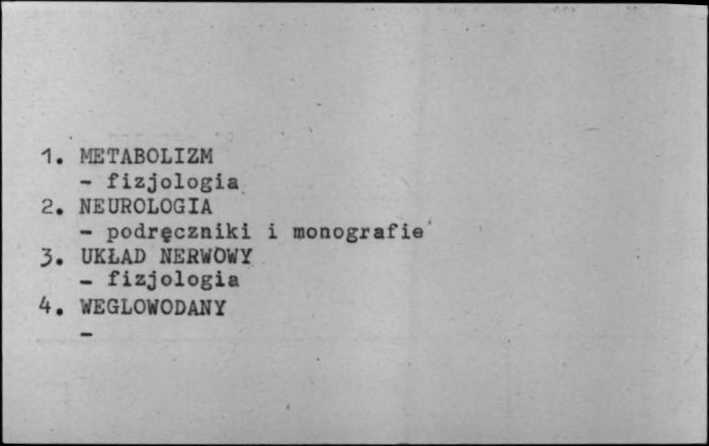 1. METABOLIZM
- fizjologia
2. NEUROLOGIA
- podręczniki i monografie
3. UKŁAD NERWOWY
- fizjologia
4. WEGLOWODANY
-